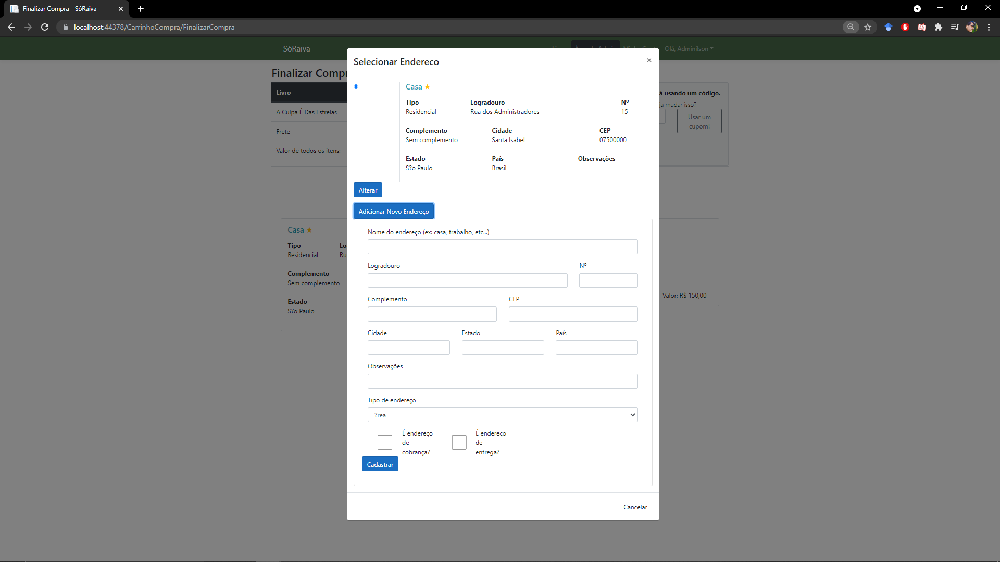 Finalizar Compra - SóRaiva
localhost:44378/CarrinhoCompra/FinalizarCompra
SóRaiva
Olá, Adminilson
Selecionar Endereco
×
Finalizar Compr
Livro
A Culpa É Das Estrelas
Frete
Valor de todos os itens:
á usando um código.
ja mudar isso?
Usar um
cupom!
Casa
Tipo Logradouro Nº
Residencial Rua dos Administradores 15
Complemento Cidade CEP
Sem complemento Santa Isabel 07500000
Estado País Observações
S?o Paulo Brasil
Alterar
Adicionar Novo Endereço
Casa
Tipo Lo
Residencial Ru
Complemento
Sem complemento
Estado
S?o Paulo
Valor: R$ 150,00
Nome do endereço (ex: casa, trabalho, etc...)
Logradouro Nº
Complemento CEP
Cidade Estado País
Observações
Tipo de endereço
?rea
É endereço
de
cobrança?
É endereço
de
entrega?
Cadastrar
Cancelar